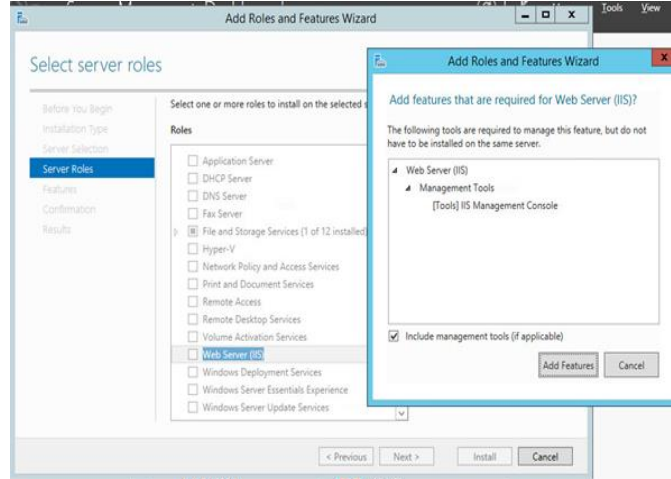 Tools View
Add Roles and Features Wizard
Select server roles
Before You Begin
Installation Type
Server Selection
Server Roles
Features
Confirmation
Results
Select one or more roles to install on the selected s
Roles
Application Server
DHCP Server
DNS Server
Fax Server
File and Storage Services (1 of 12 installed)
Hyper-V
Network Policy and Access Services
Print and Document Services
Remote Access
Remote Desktop Services
Volume Activation Services
Web Server (IIS)
Windows Deployment Services
Windows Server Essentials Experience
Windows Server Update Services
< Previous Next > Install Cancel
Add Roles and Features Wizard
Add features that are required for Web Server (IIS)?
The following tools are required to manage this feature, but do not
have to be installed on the same server.
Web Server (IIS)
Management Tools
[Tools] IIS Management Console
Include management tools (if applicable)
Add Features Cancel